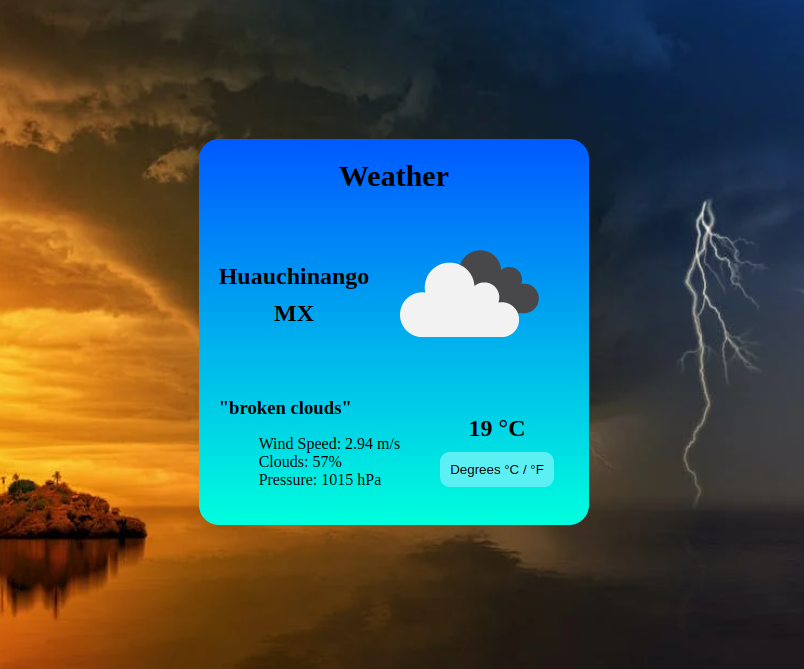 Weather
Huauchinango
MX
"broken clouds"
Wind Speed: 2.94 m/s
Clouds: 57%
Pressure: 1015 hPa
19 °C
Degrees °C / °F